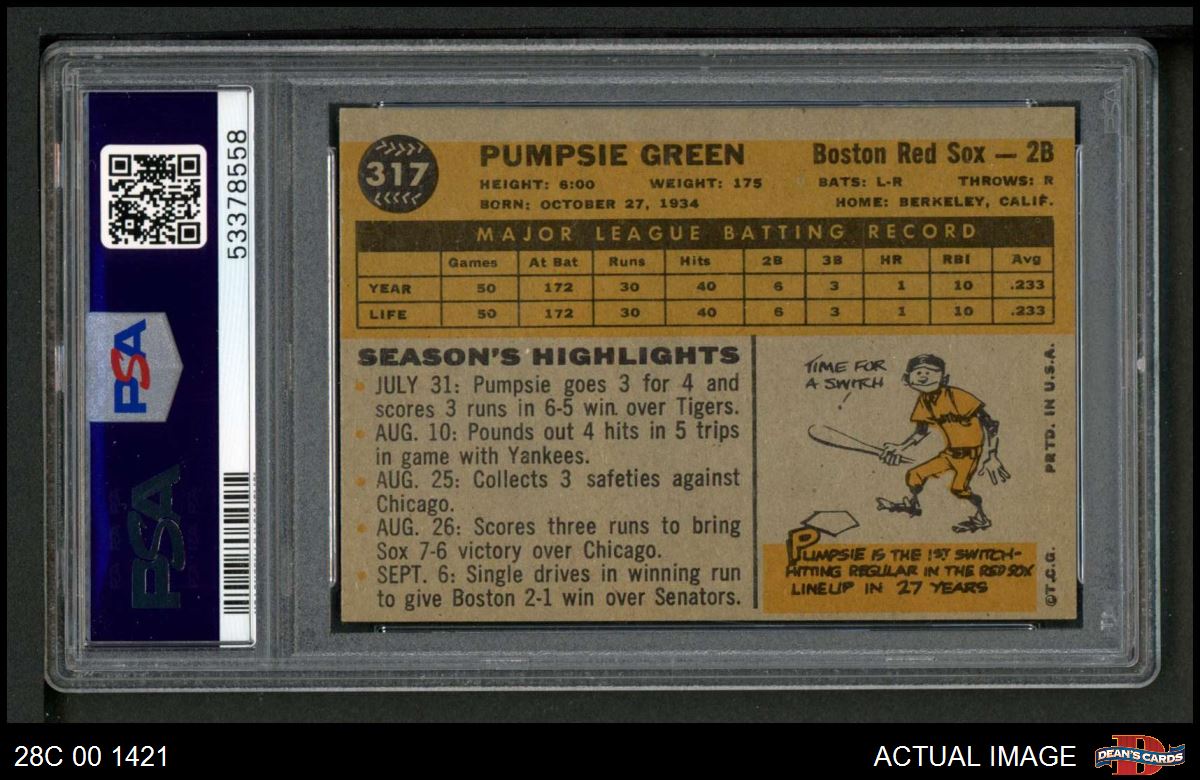 53378558
PSA
PSA
317
PUMPSIE GREEN
Boston Red Sox — 2B
HEIGHT: 6:00 WEIGHT: 175 BATS: L-R THROWS: R
BORN: OCTOBER 27, 1934 HOME: BERKELEY, CALIF.
MAJOR LEAGUE BATTING RECORD
Games At Bat Runs Hits 2B 3B HR RBI Avg
YEAR 50 172 30 40 6 3 1 10 .233
LIFE 50 172 30 40 6 3 1 10 .233
SEASON'S HIGHLIGHTS
JULY 31: Pumpsie goes 3 for 4 and
scores 3 runs in 6-5 win over Tigers.
AUG. 10: Pounds out 4 hits in 5 trips
in game with Yankees.
AUG. 25: Collects 3 safeties against
Chicago.
AUG. 26: Scores three runs to bring
Sox 7-6 victory over Chicago.
SEPT. 6: Single drives in winning run
to give Boston 2-1 win over Senators.
TIME FOR
A SWITCH
!
PUMPSIE IS THE 1ST SWITCH-
HITTING REGULAR IN THE RED SOX
LINEUP IN 27 YEARS
©T.C.G. PRTD. IN U.S.A.
28C 00 1421
ACTUAL IMAGE
D
DEAN'S CARDS